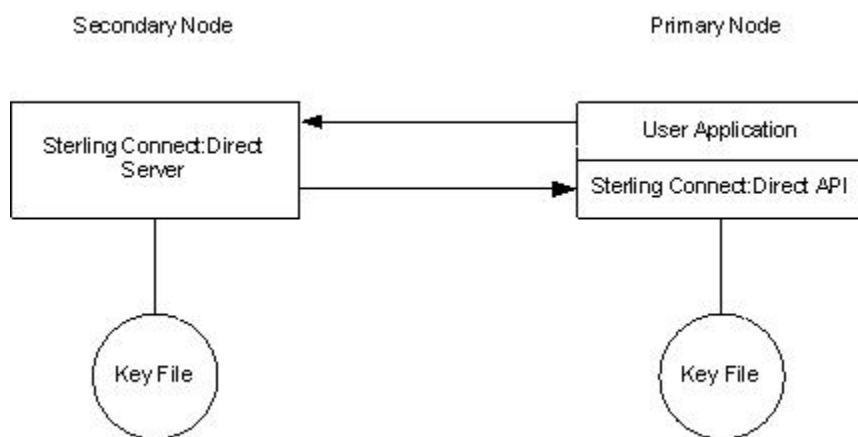 Secondary Node
Primary Node
Sterling Connect:Direct
Server
User Application
Sterling Connect:Direct API
Key File
Key File